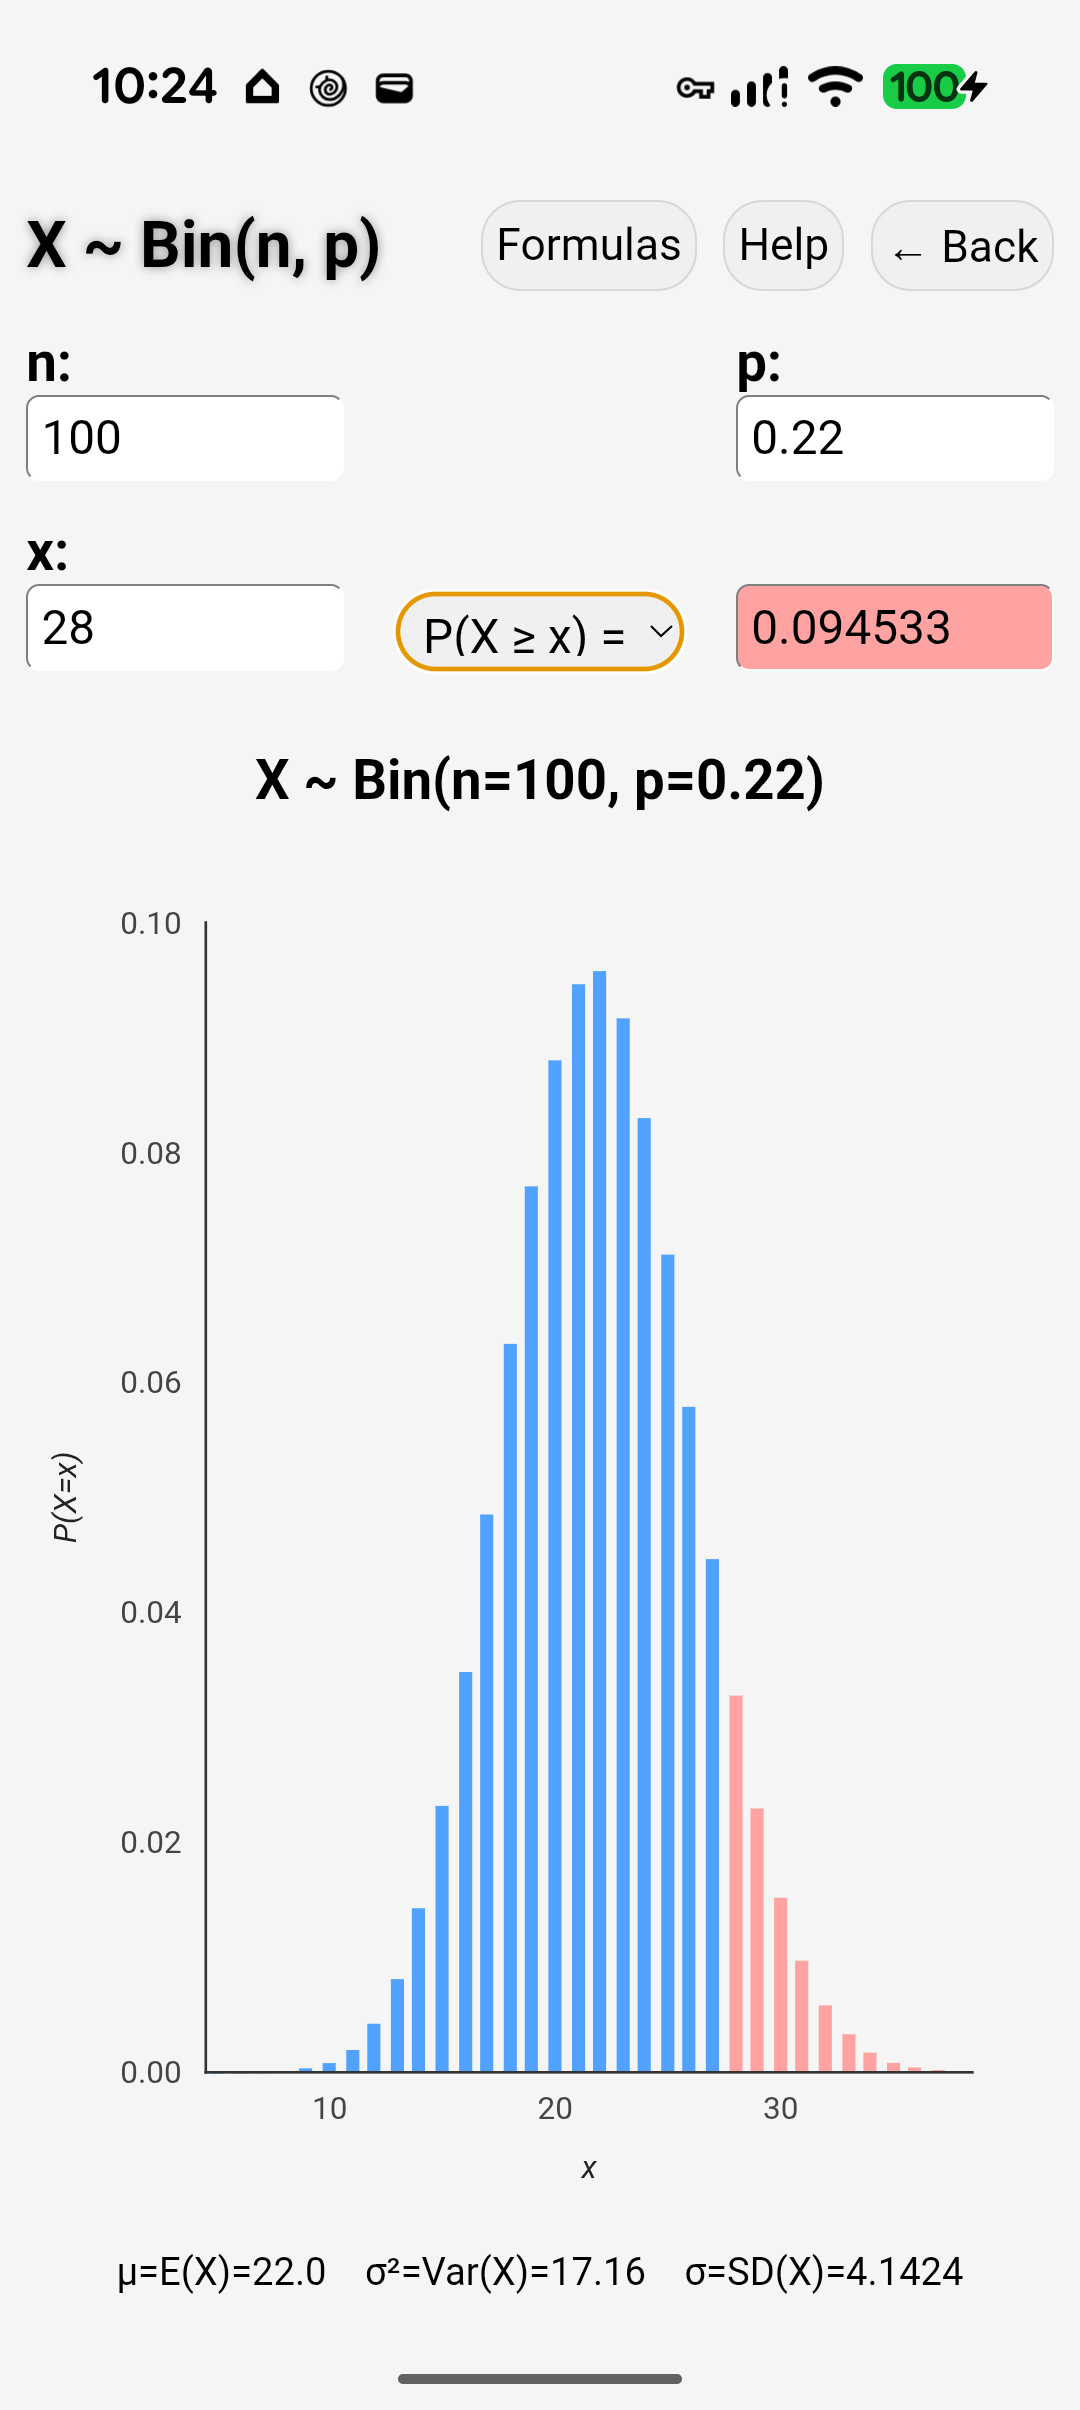 10:24 100
X ~ Bin(n, p) Formulas Help ← Back
n: p:
100 0.22
x:
28 P(X ≥ x) = 0.094533
X ~ Bin(n=100, p=0.22)
0.10
0.08
0.06
P(X=x)
0.04
0.02
0.00
10 20 30
x
μ=E(X)=22.0 σ²=Var(X)=17.16 σ=SD(X)=4.1424